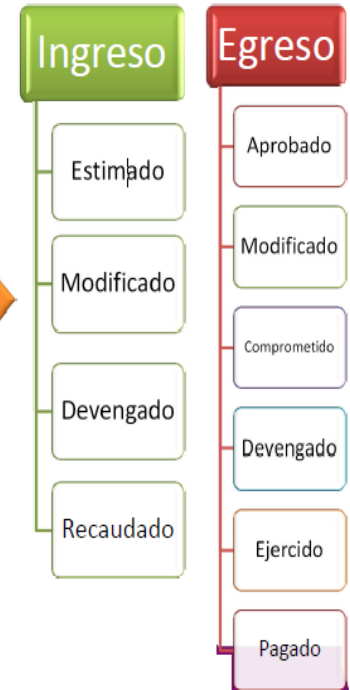 Ingreso
Estimado
Modificado
Devengado
Recaudado
Egreso
Aprobado
Modificado
Comprometido
Devengado
Ejercido
Pagado